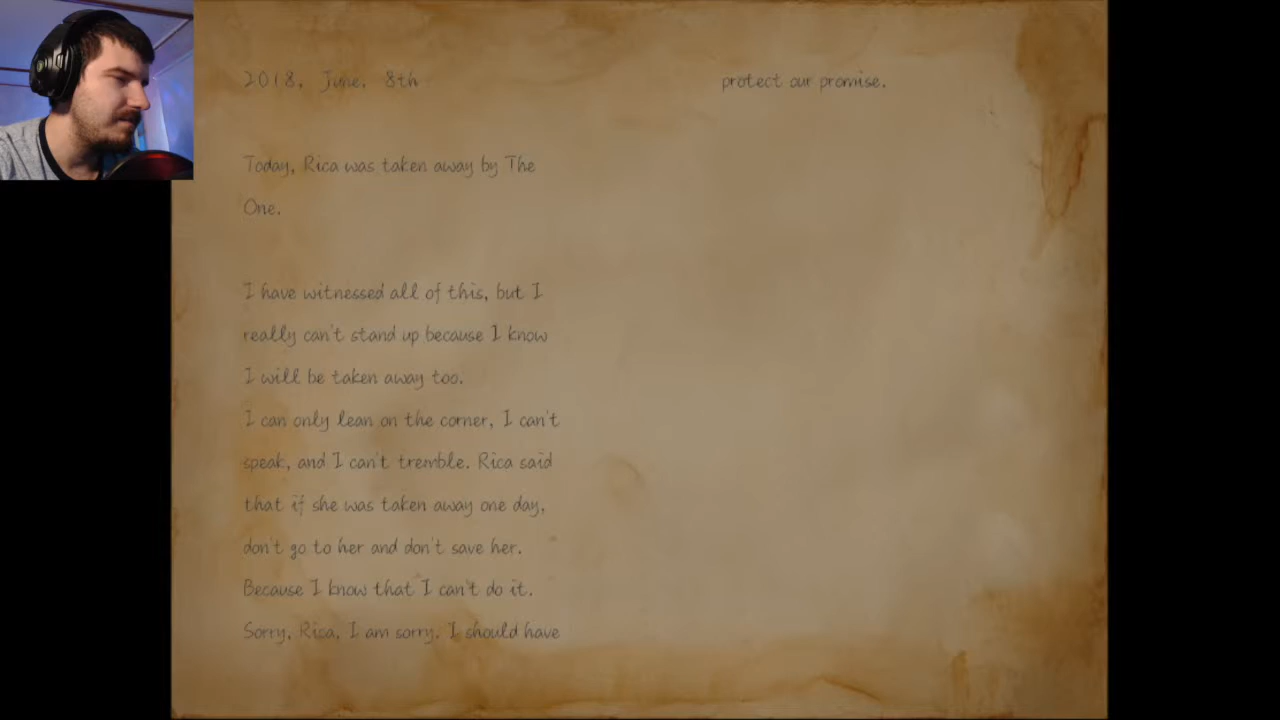 2018, June, 8th
Today, Rica was taken away by The
One.
I have witnessed all of this, but I
really can't stand up because I know
I will be taken away too.
I can only lean on the corner, I can't
speak, and I can't tremble. Rica said
that if she was taken away one day,
don't go to her and don't save her.
Because I know that I can't do it.
Sorry, Rica, I am sorry. I should have
protect our promise.